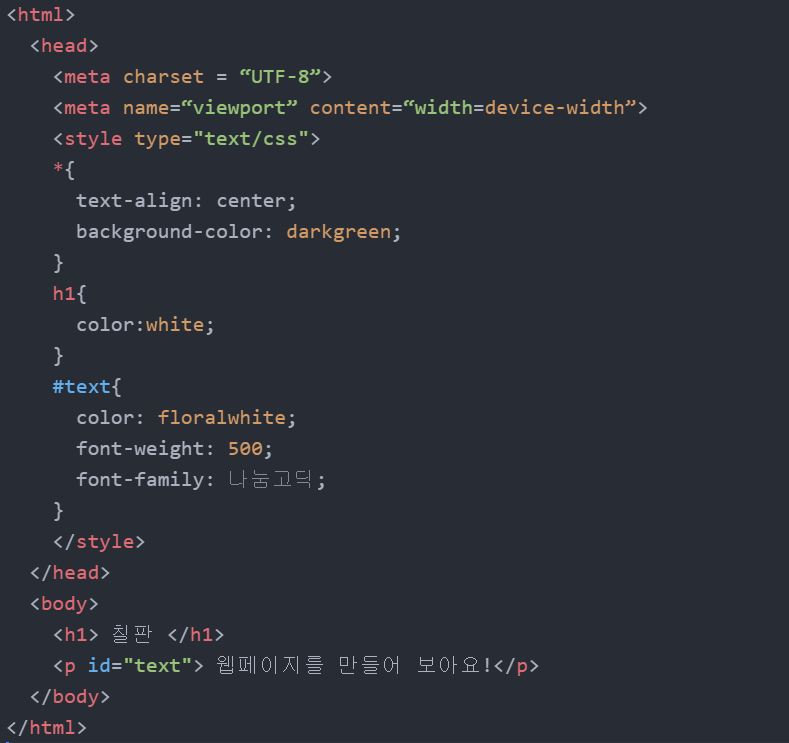 <html>
<head>
<meta charset = “UTF-8”>
<meta name=“viewport” content=“width=device-width”>
<style type="text/css">
*{
text-align: center;
background-color: darkgreen;
}
h1{
color:white;
}
#text{
color: floralwhite;
font-weight: 500;
font-family: 나눔고딕;
}
</style>
</head>
<body>
<h1> 칠판 </h1>
<p id="text"> 웹페이지를 만들어 보아요!</p>
</body>
</html>